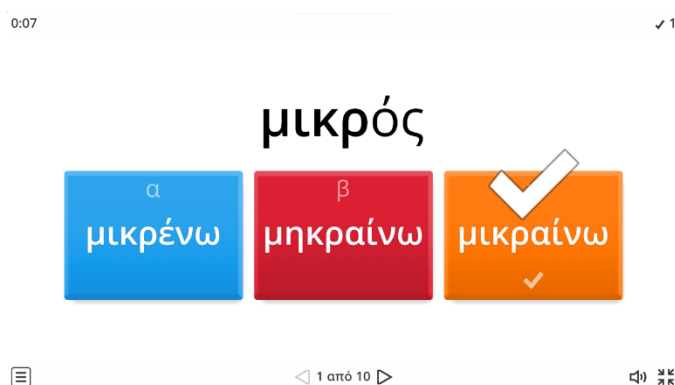 0:07
✓ 1
μικρός
α
β
μικρένω
μηκραίνω
μικραίνω
1 από 10